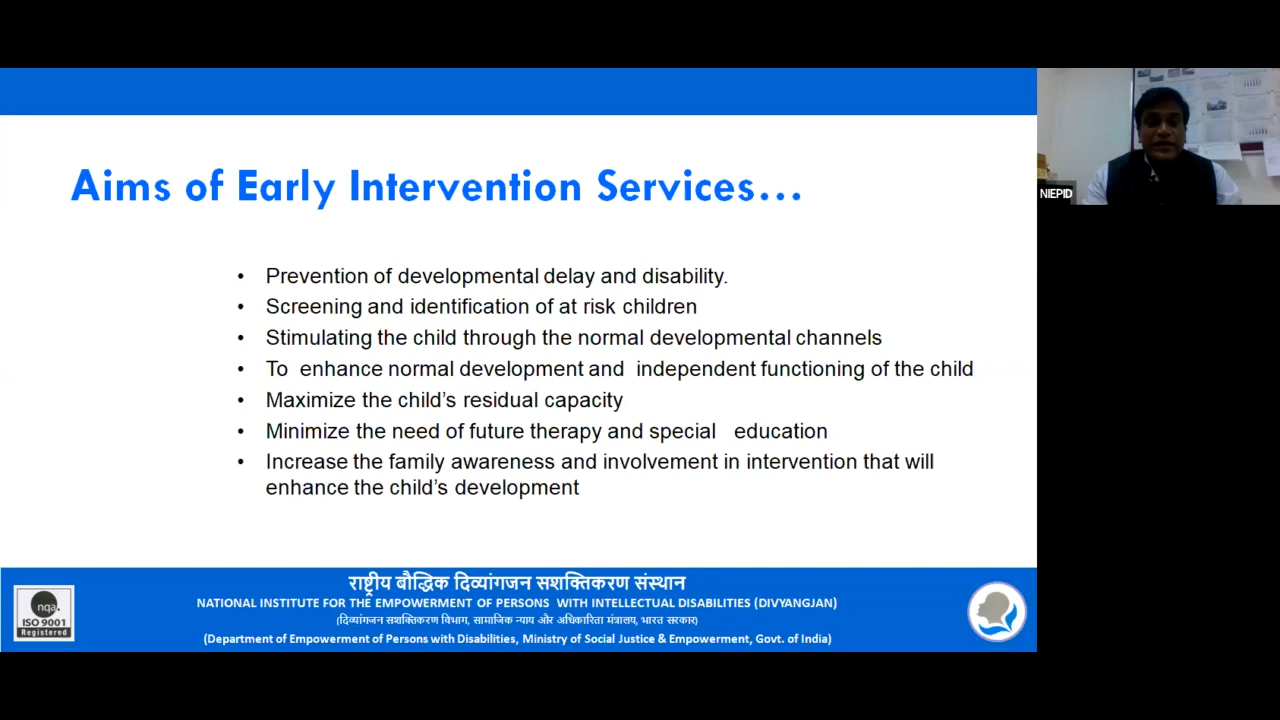 Aims of Early Intervention Services...
• Prevention of developmental delay and disability.
• Screening and identification of at risk children
• Stimulating the child through the normal developmental channels
• To enhance normal development and independent functioning of the child
• Maximize the child's residual capacity
• Minimize the need of future therapy and special education
• Increase the family awareness and involvement in intervention that will
enhance the child's development
NIEPID
राष्ट्रीय बौद्धिक दिव्यांगजन सशक्तिकरण संस्थान
NATIONAL INSTITUTE FOR THE EMPOWERMENT OF PERSONS WITH INTELLECTUAL DISABILITIES (DIVYANGJAN)
(दिव्यांगजन सशक्तिकरण विभाग, सामाजिक न्याय और अधिकारिता मंत्रालय, भारत सरकार)
(Department of Empowerment of Persons with Disabilities, Ministry of Social Justice & Empowerment, Govt. of India)
nqa.
ISO 9001
Registered